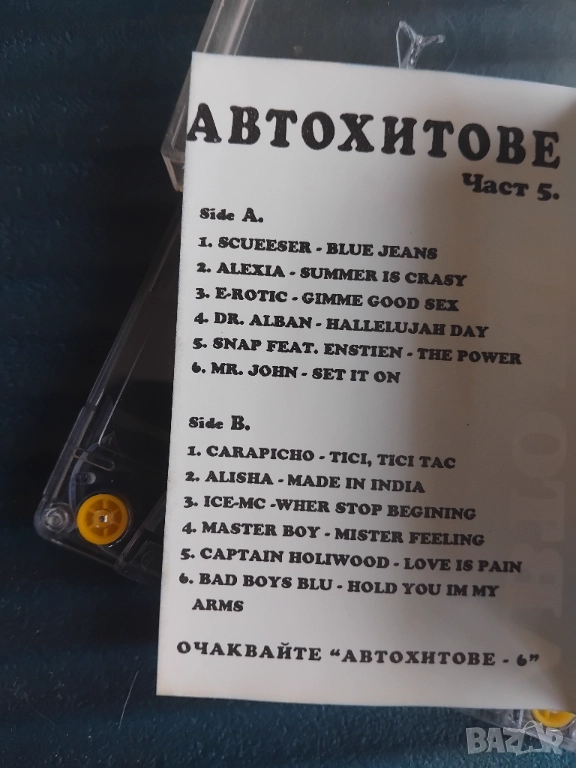 АВТОХИТОВЕ
Част 5.
Side A.
1. SCUEESER - BLUE JEANS
2. ALEXIA - SUMMER IS CRASY
3. E-ROTIC - GIMME GOOD SEX
4. DR. ALBAN - HALLELUJAH DAY
5. SNAP FEAT. ENSTIEN - THE POWER
6. MR. JOHN - SET IT ON
Side B.
1. CARAPICHO - TICI, TICI TAC
2. ALISHA - MADE IN INDIA
3. ICE-MC -WHER STOP BEGINING
4. MASTER BOY - MISTER FEELING
5. CAPTAIN HOLIWOOD - LOVE IS PAIN
6. BAD BOYS BLU - HOLD YOU IM MY
ARMS
ОЧАКВАЙТЕ "АВТОХИТОВЕ - 6"
BAZAR